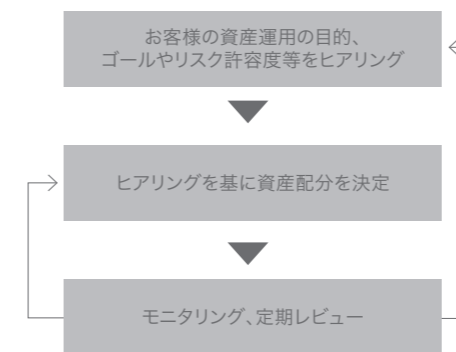 お客様の資産運用の目的、
ゴールやリスク許容度等をヒアリング
ヒアリングを基に資産配分を決定
モニタリング、定期レビュー